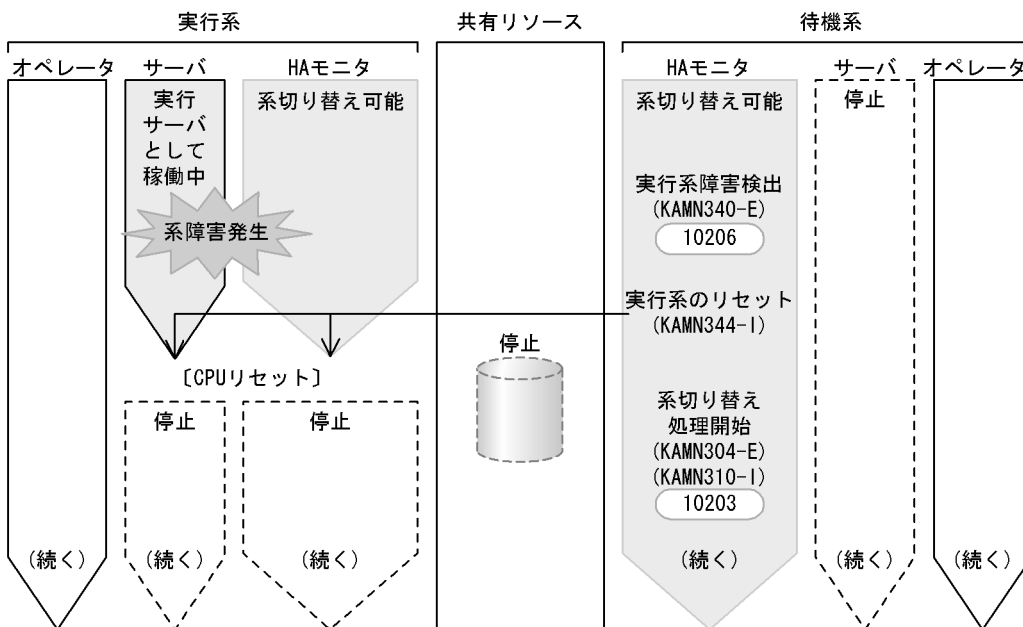 実行系
共有リソース
待機系
オペレータ
サーバ
HAモニタ
HAモニタ
サーバ
オペレータ
実行
サーバ
として
稼働中
系切り替え可能
系切り替え可能
停止
系障害発生
実行系障害検出
(KAMN340-E)
10206
実行系のリセット
(KAMN344-I)
停止
〔CPUリセット〕
停止
停止
系切り替え
処理開始
(KAMN304-E)
(KAMN310-I)
10203
(続く)
(続く)
(続く)
(続く)
(続く)
(続く)